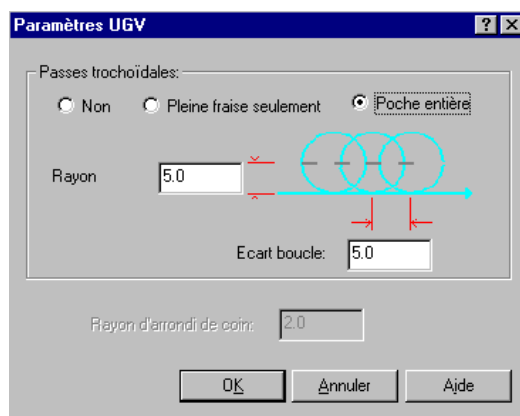 Paramètres UGV
Passes trochoïdales:
Non
Pleine fraise seulement
Poche entière
Rayon
5.0
Ecart boucle:
5.0
Rayon d'arrondi de coin:
2.0
OK
Annuler
Aide